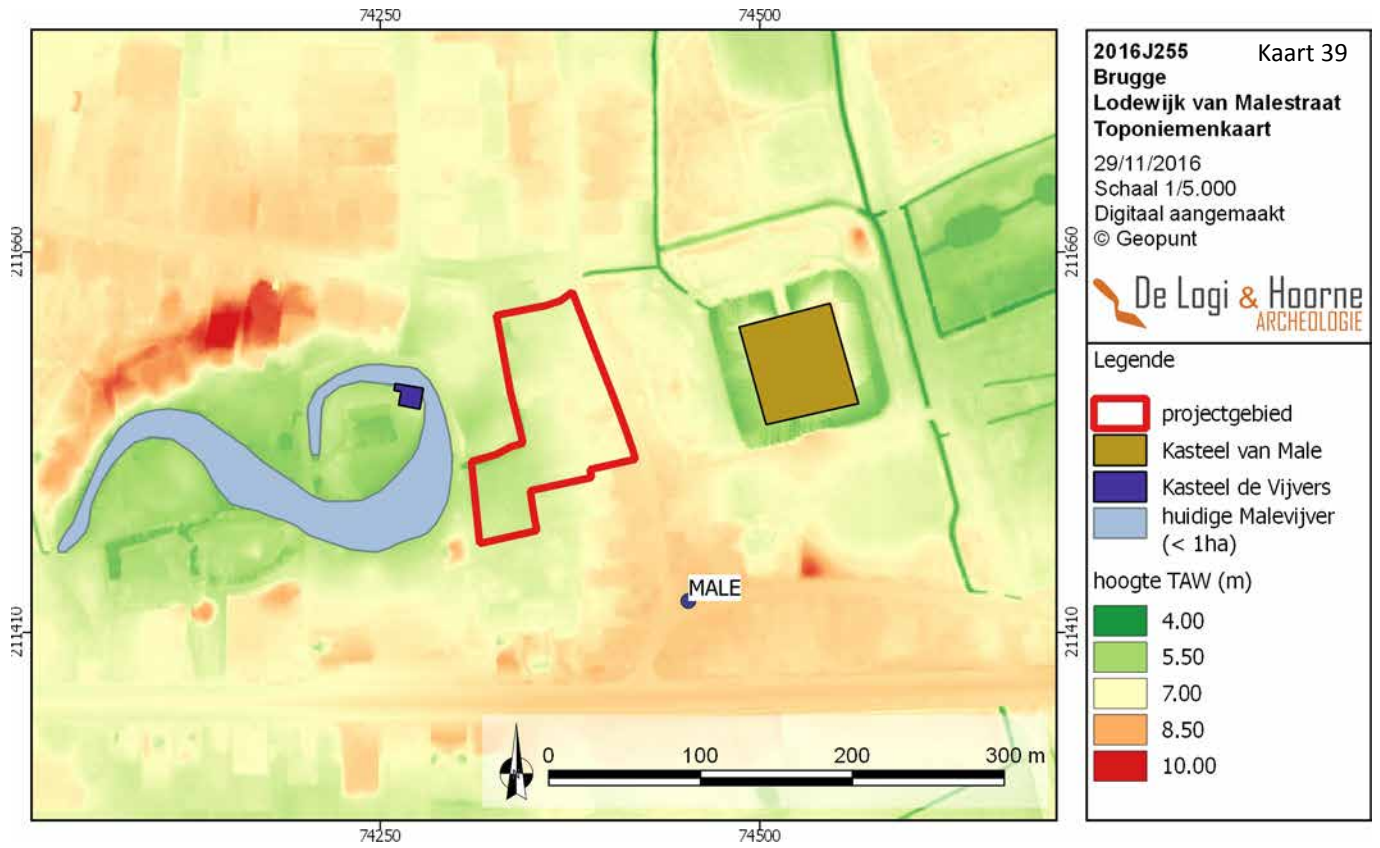 74250
74500
211660
211660
211410
211410
MALE
0 100 200 300 m
74250
74500
2016J255 Kaart 39
Brugge
Lodewijk van Malestraat
Toponiemenkaart
29/11/2016
Schaal 1/5.000
Digitaal aangemaakt
© Geopunt
De Logi & Hoorne
ARCHEOLOGIE
Legende
projectgebied
Kasteel van Male
Kasteel de Vijvers
huidige Malevijver
(< 1ha)
hoogte TAW (m)
4.00
5.50
7.00
8.50
10.00